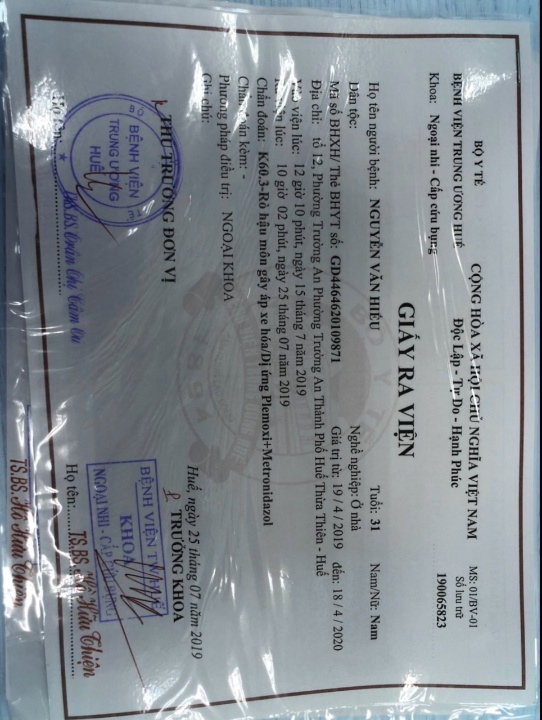 BỘ Y TẾ
BỆNH VIỆN TRUNG ƯƠNG HUẾ
Khoa: Ngoại nhi - Cấp cứu bụng
CỘNG HÒA XÃ HỘI CHỦ NGHĨA VIỆT NAM
Độc Lập - Tự Do - Hạnh Phúc
MS: 01/BV-01
Số lưu trữ
190065823
GIẤY RA VIỆN
Họ tên người bệnh: NGUYỄN VĂN HIẾU Tuổi: 31 Nam/Nữ: Nam
Dân tộc: Nghề nghiệp: Ở nhà
Mã số BHXH/ Thẻ BHYT số: GD4464620109871 Giá trị từ: 19 / 4 / 2019 đến: 18 / 4 / 2020
Địa chỉ: tổ 12, Phường Trường An Phường Trường An Thành Phố Huế Thừa Thiên - Huế
Vào viện lúc: 12 giờ 10 phút, ngày 15 tháng 7 năm 2019
Ra viện lúc: 10 giờ 02 phút, ngày 25 tháng 07 năm 2019
Chẩn đoán: K60.3-Rò hậu môn gây áp xe hóa/Dị ứng Plemoxi+Metronidazol
Chẩn đoán kèm: -
Phương pháp điều trị: NGOẠI KHOA
Ghi chú:
Huế, ngày 25 tháng 07 năm 2019
THỦ TRƯỞNG ĐƠN VỊ
TRƯỞNG KHOA
BỘ Y TẾ
BỆNH VIỆN
TRUNG ƯƠNG
HUẾ
BỆNH VIỆN TW HUẾ
KHOA
NGOẠI NHI - CẤP CỨU BỤNG
Họ tên: BS. Trần Thị Cẩm Tu
Họ tên: TS.BS. Hồ Hữu Thiện
TS.BS. Hồ Hữu Thiện